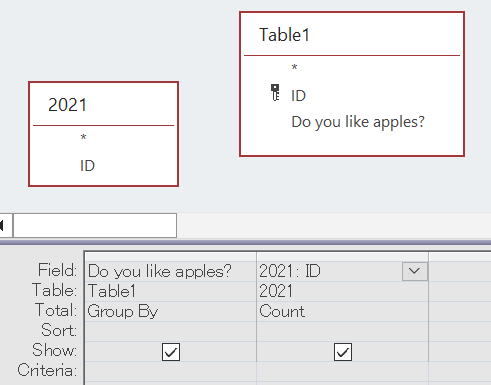 Table1
*
ID
Do you like apples?
2021
*
ID
Field: Do you like apples? 2021: ID
Table: Table1 2021
Total: Group By Count
Sort:
Show:
Criteria: